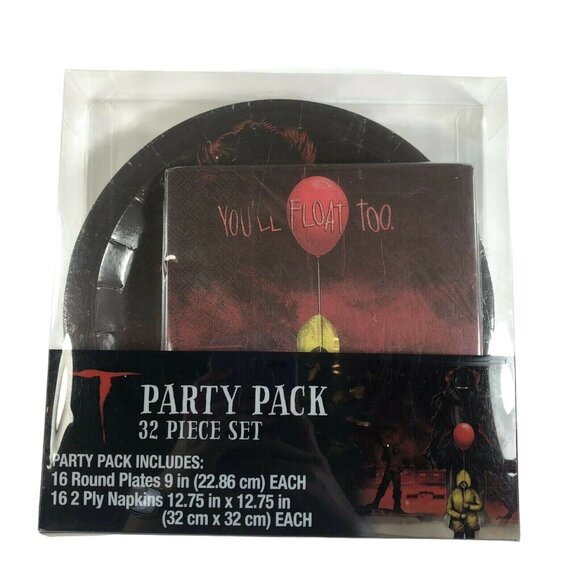 YOU'LL FLOAT TOO.
IT
PARTY PACK
32 PIECE SET
PARTY PACK INCLUDES:
16 Round Plates 9 in (22.86 cm) EACH
16 2 Ply Napkins 12.75 in x 12.75 in
(32 cm x 32 cm) EACH